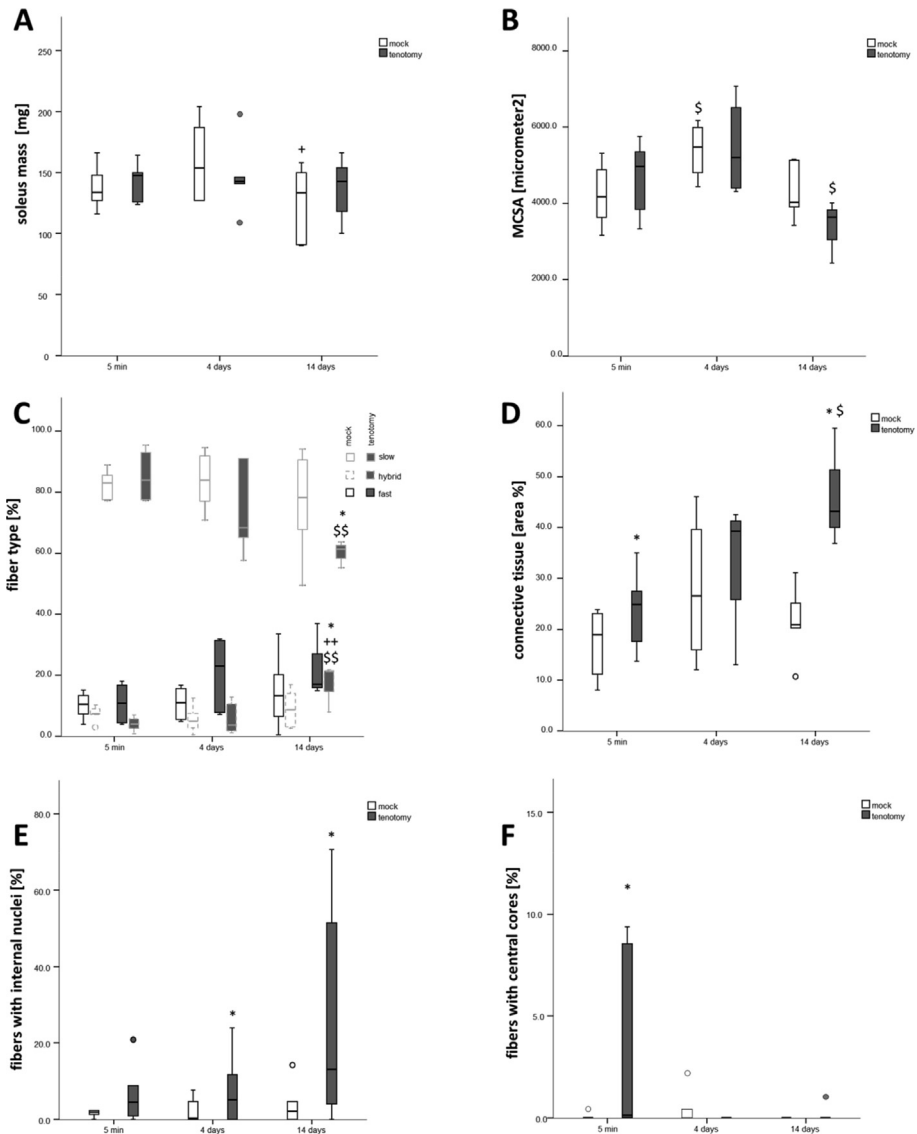 A
mock
tenotomy
soleus mass [mg]
250
200
150
100
50
0
+
5 min
4 days
14 days
B
mock
tenotomy
MCSA [micrometer2]
8000.0
6000.0
4000.0
2000.0
0.0
$
$
5 min
4 days
14 days
C
mock
tenotomy
slow
hybrid
fast
fiber type [%]
100.0
80.0
60.0
40.0
20.0
0.0
*
$$
*
++
$$
5 min
4 days
14 days
D
mock
tenotomy
connective tissue [area %]
60.0
50.0
40.0
30.0
20.0
10.0
0.0
*
* $
5 min
4 days
14 days
E
mock
tenotomy
fibers with internal nuclei [%]
80.0
60.0
40.0
20.0
0.0
*
*
5 min
4 days
14 days
F
mock
tenotomy
fibers with central cores [%]
15.0
10.0
5.0
0.0
*
5 min
4 days
14 days